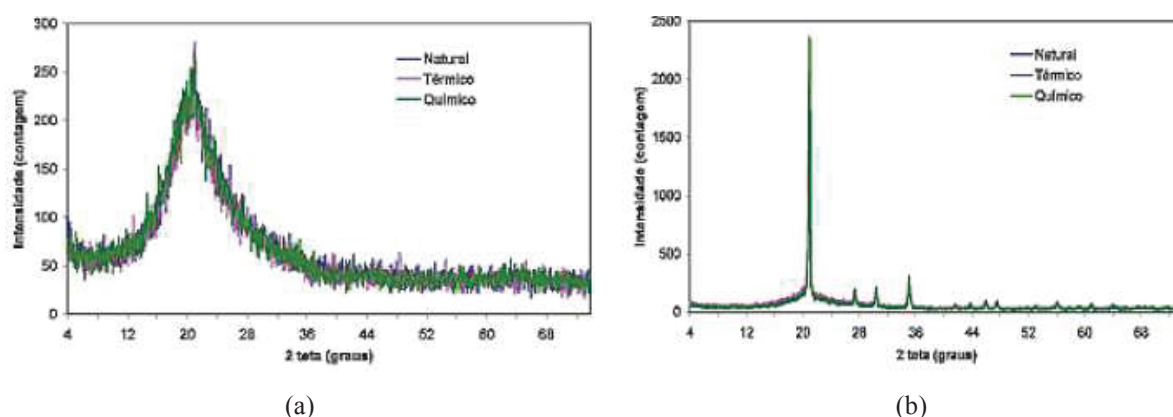 300
250
200
150
100
50
0
Intensidade (contagem)
Natural
Térmico
Químico
4 12 20 28 36 44 52 60 68
2 teta (graus)
(a)
2500
2000
1500
1000
500
0
Intensidade (contagem)
Natural
Térmico
Químico
4 12 20 28 36 44 52 60 68
2 teta (graus)
(b)